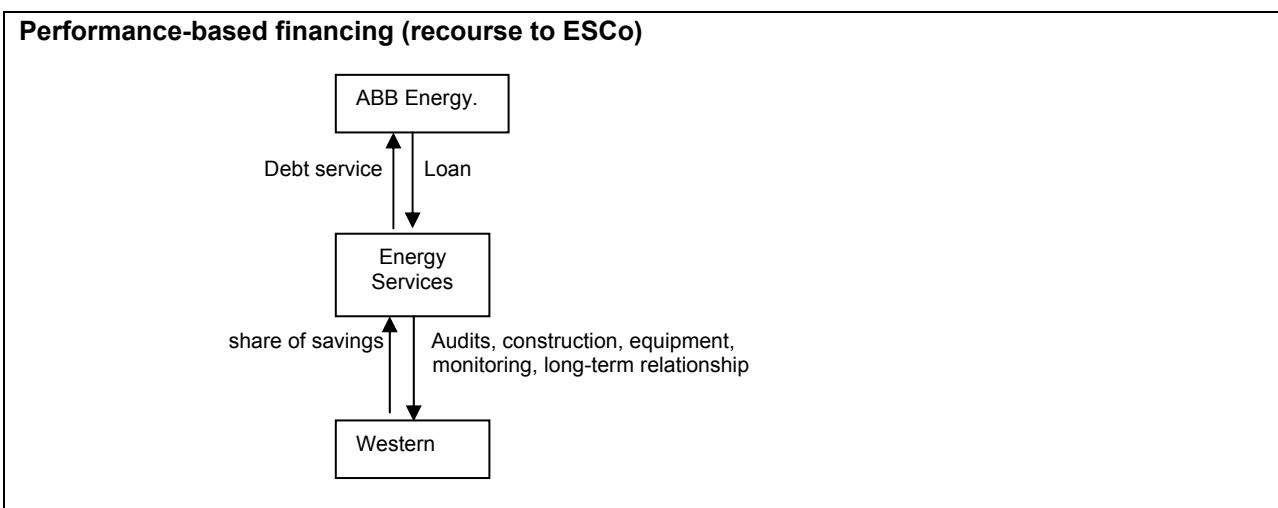 Performance-based financing (recourse to ESCo)
ABB Energy.
Debt service
Loan
Energy
Services
share of savings
Audits, construction, equipment,
monitoring, long-term relationship
Western